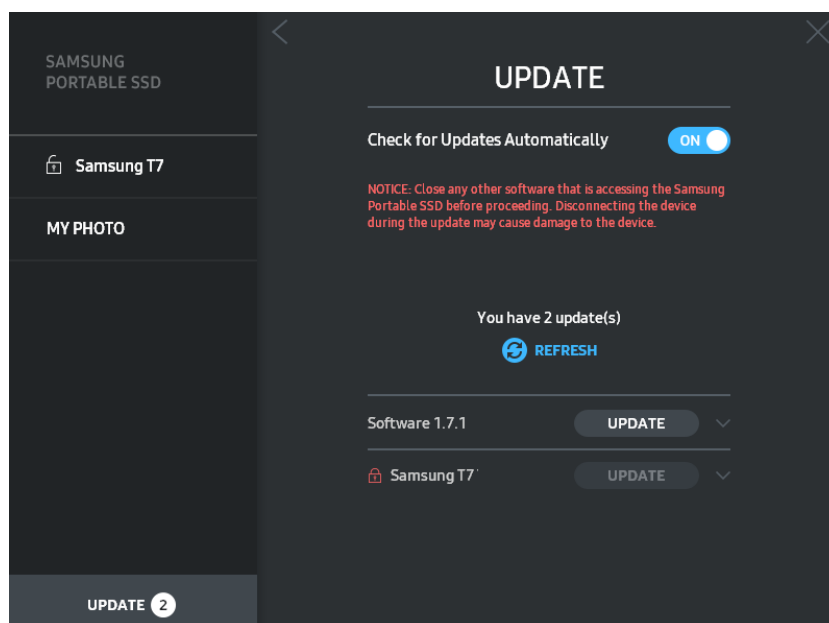 SAMSUNG
PORTABLE SSD
Samsung T7
MY PHOTO
UPDATE 2
UPDATE
Check for Updates Automatically ON
NOTICE: Close any other software that is accessing the Samsung
Portable SSD before proceeding. Disconnecting the device
during the update may cause damage to the device.
You have 2 update(s)
REFRESH
Software 1.7.1 UPDATE
Samsung T7 UPDATE